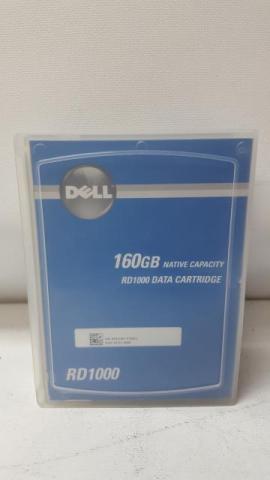 DELL
160GB NATIVE CAPACITY
RD1000 DATA CARTRIDGE
RD1000